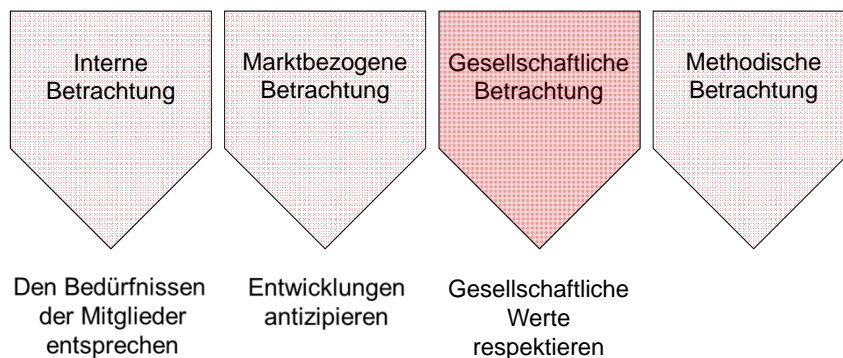 Interne
Betrachtung
Marktbezogene
Betrachtung
Gesellschaftliche
Betrachtung
Methodische
Betrachtung
Den Bedürfnissen
der Mitglieder
entsprechen
Entwicklungen
antizipieren
Gesellschaftliche
Werte
respektieren